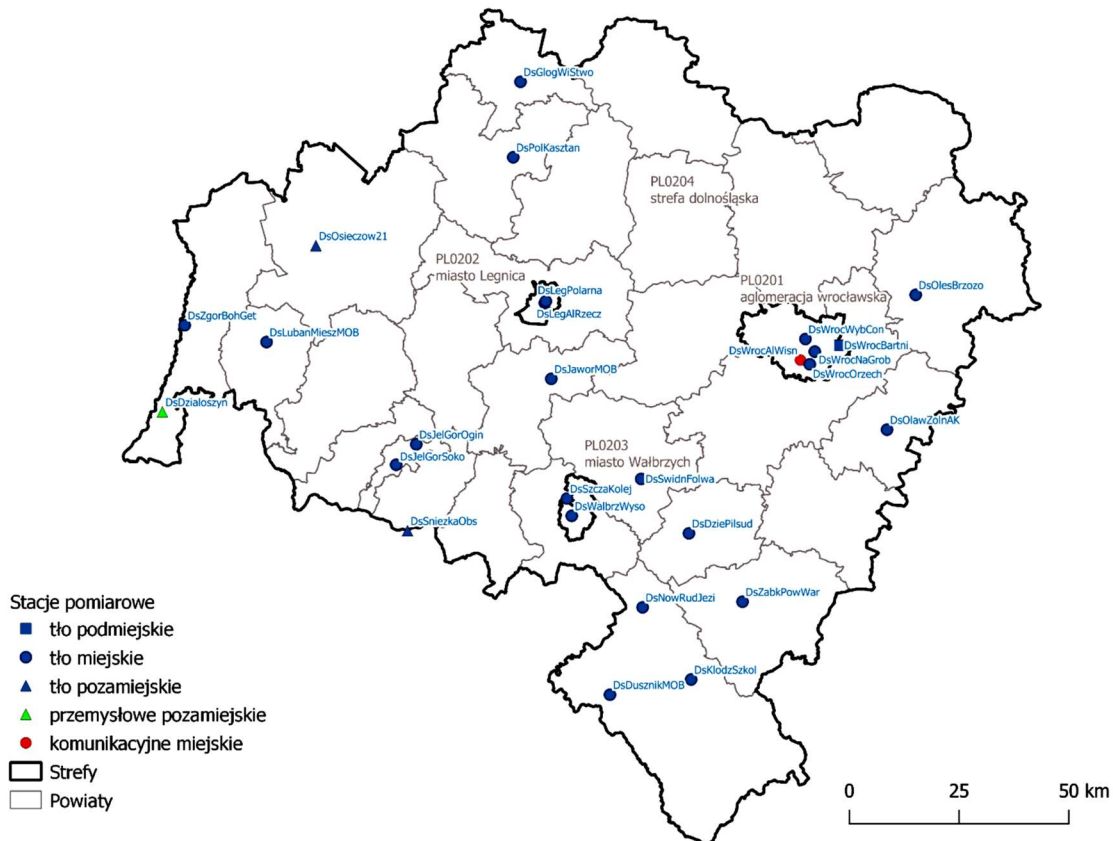 DsGlogWiStwo
DsPolKasztan
PL0204
strefa dolnośląska
DsOsieczow21
PL0202
miasto Legnica
PL0201
aglomeracja wrocławska
DsOlesBrzozo
DsLegPolarna
DsLegAlRzecz
DsZgorBohGet
DsLubanMieszMOB
DsWrocWybCon
DsWrocBartni
DsWrocAlWisn
DsWrocNaGrob
DsWrocOrzech
DsJaworMOB
DsDzialoszyn
DsOlawZolnAK
DsJelGorOgin
DsJelGorSoko
PL0203
miasto Wałbrzych
DsSwidnFolwa
DsSzczaKolej
DsWalbrzWyso
DsSniezkaObs
DsDziePilsud
DsNowRudJezi
DsZabkPowWar
DsKlodzSzkol
DsDusznikMOB
Stacje pomiarowe
tło podmiejskie
tło miejskie
tło pozamiejskie
przemysłowe pozamiejskie
komunikacyjne miejskie
Strefy
Powiaty
0 25 50 km